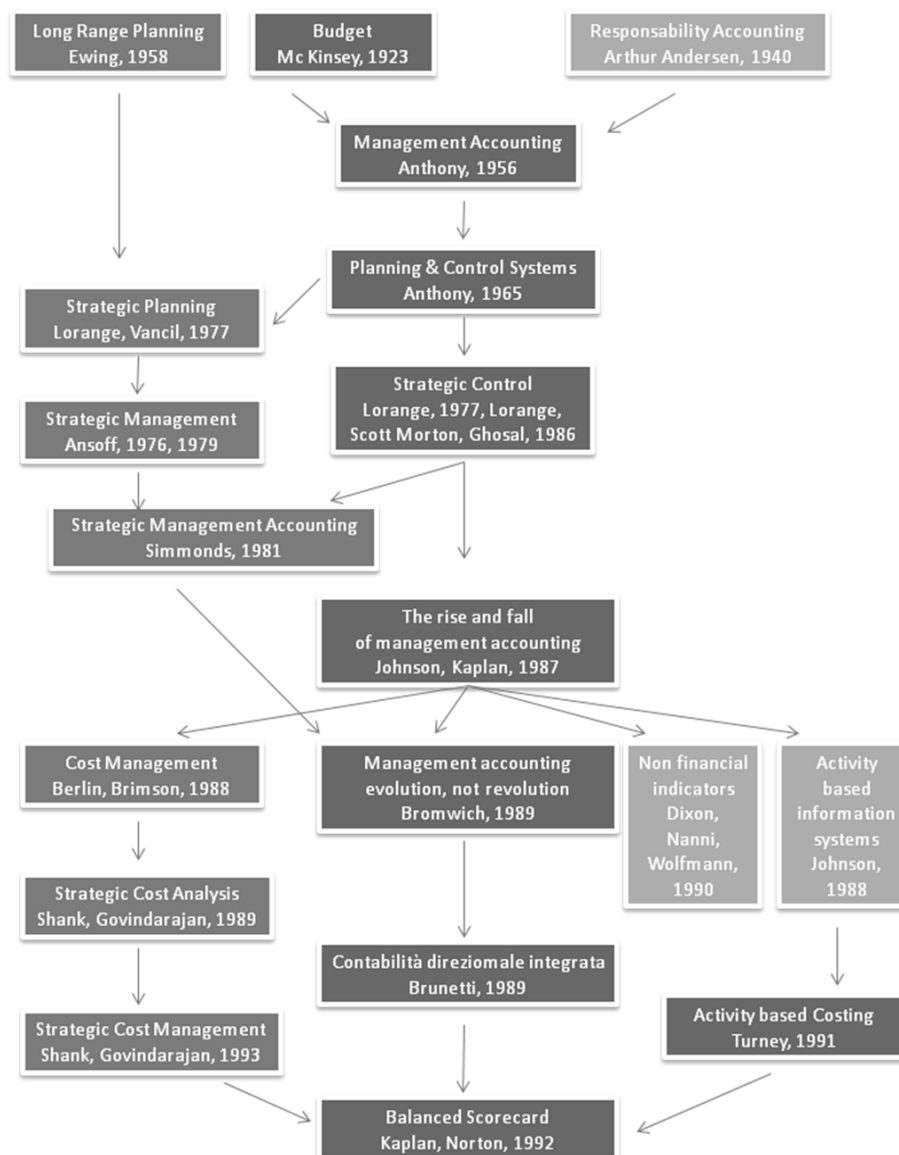 Long Range Planning
Ewing, 1958
Budget
Mc Kinsey, 1923
Responsability Accounting
Arthur Andersen, 1940
Management Accounting
Anthony, 1956
Planning & Control Systems
Anthony, 1965
Strategic Planning
Lorange, Vancil, 1977
Strategic Control
Lorange, 1977, Lorange,
Scott Morton, Ghosal, 1986
Strategic Management
Ansoff, 1976, 1979
Strategic Management Accounting
Simmonds, 1981
The rise and fall
of management accounting
Johnson, Kaplan, 1987
Cost Management
Berlin, Brimson, 1988
Management accounting
evolution, not revolution
Bromwich, 1989
Non financial
indicators
Dixon,
Nanni,
Wolfmann,
1990
Activity
based
information
systems
Johnson,
1988
Strategic Cost Analysis
Shank, Govindarajan, 1989
Contabilità direziomale integrata
Brunetti, 1989
Strategic Cost Management
Shank, Govindarajan, 1993
Activity based Costing
Turney, 1991
Balanced Scorecard
Kaplan, Norton, 1992